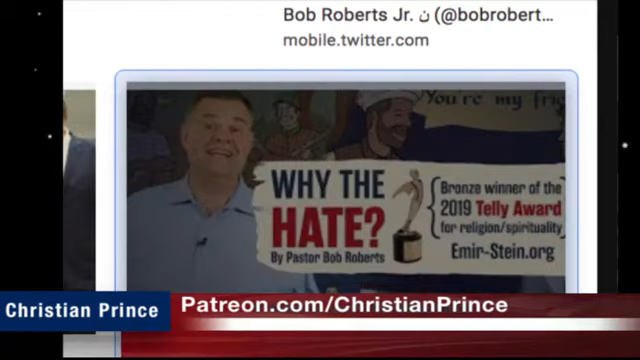 Bob Roberts Jr. ن (@bobrobert...
mobile.twitter.com
You're my frie
WHY THE
HATE?
By Pastor Bob Roberts
Bronze winner of the
2019 Telly Award
for religion/spirituality
Emir-Stein.org
Christian Prince
Patreon.com/ChristianPrince